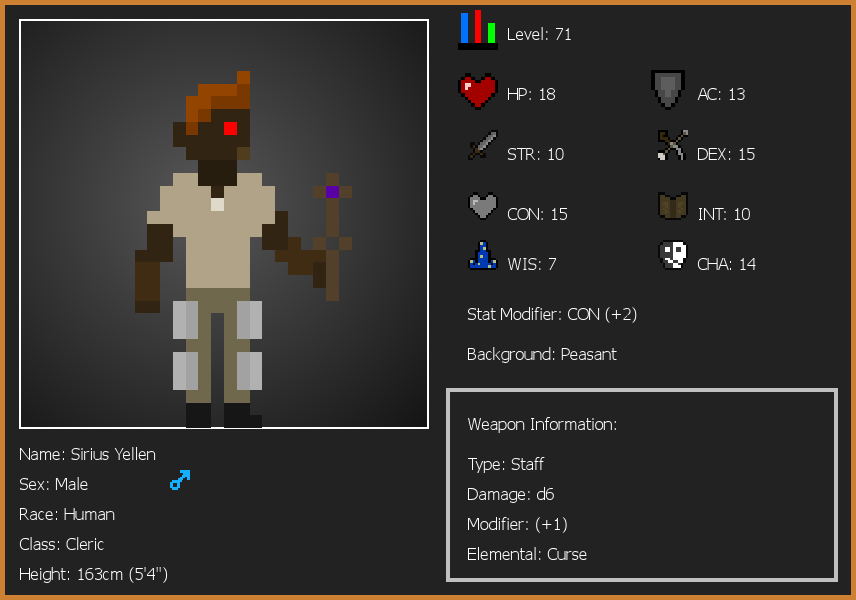 Level: 71
HP: 18
AC: 13
STR: 10
DEX: 15
CON: 15
INT: 10
WIS: 7
CHA: 14
Stat Modifier: CON (+2)
Background: Peasant
Weapon Information:
Type: Staff
Damage: d6
Modifier: (+1)
Elemental: Curse
Name: Sirius Yellen
Sex: Male
Race: Human
Class: Cleric
Height: 163cm (5'4")